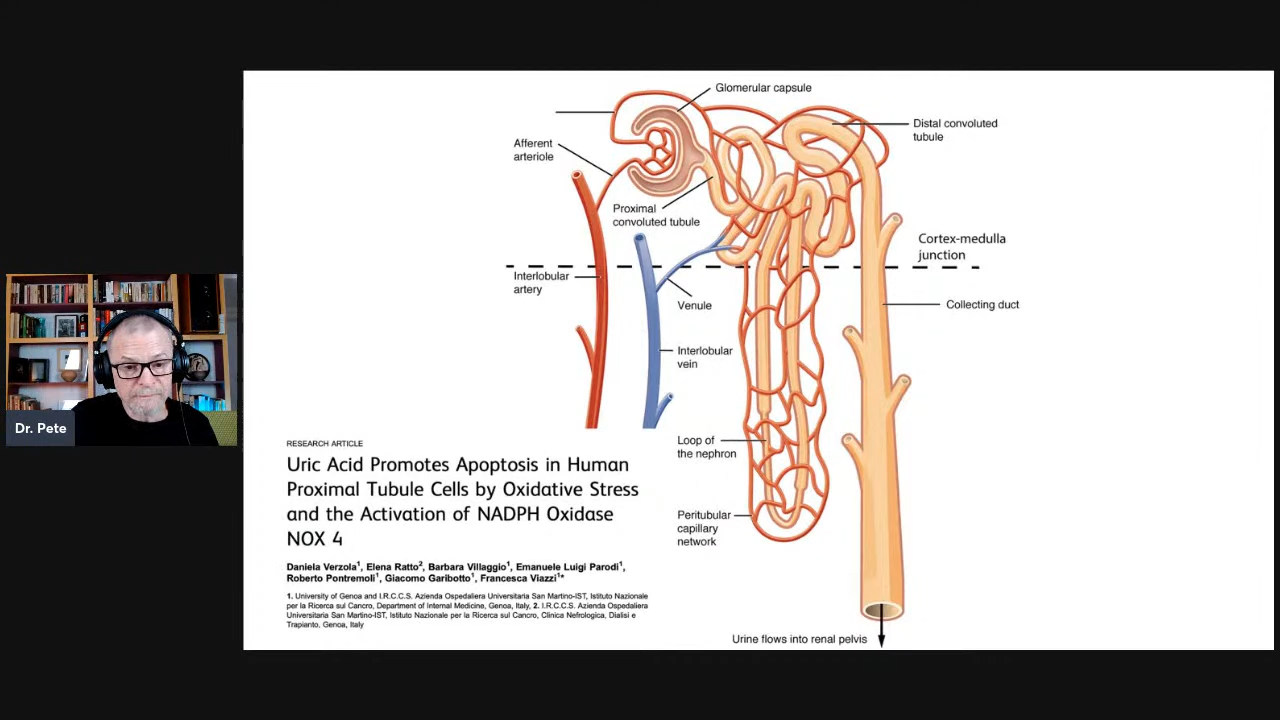 Glomerular capsule
Distal convoluted
tubule
Afferent
arteriole
Proximal
convoluted tubule
Cortex-medulla
junction
Interlobular
artery
Venule
Collecting duct
Interlobular
vein
Loop of
the nephron
Peritubular
capillary
network
Urine flows into renal pelvis
Dr. Pete
RESEARCH ARTICLE
Uric Acid Promotes Apoptosis in Human
Proximal Tubule Cells by Oxidative Stress
and the Activation of NADPH Oxidase
NOX 4
Daniela Verzola1, Elena Ratto2, Barbara Villaggio1, Emanuele Luigi Parodi1,
Roberto Pontremoli1, Giacomo Garibotto1, Francesca Viazzi1*
1. University of Genoa and I.R.C.C.S. Azienda Ospedaliera Universitaria San Martino-IST, Istituto Nazionale
per la Ricerca sul Cancro, Department of Internal Medicine, Genoa, Italy, 2. I.R.C.C.S. Azienda Ospedaliera
Universitaria San Martino-IST, Istituto Nazionale per la Ricerca sul Cancro, Clinica Nefrologica, Dialisi e
Trapianto, Genoa, Italy